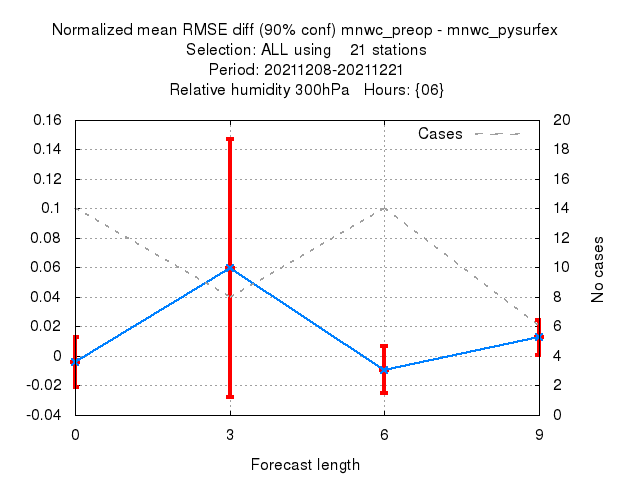 Normalized mean RMSE diff (90% conf) mnwc_preop - mnwc_pysurfex
Selection: ALL using 21 stations
Period: 20211208-20211221
Relative humidity 300hPa Hours: {06}
0.16 20
Cases
0.14 18
0.12 16
0.1 14
0.08 12
0.06 10
0.04 8
0.02 6
0 4
-0.02 2
-0.04 0
No cases
0 3 6 9
Forecast length